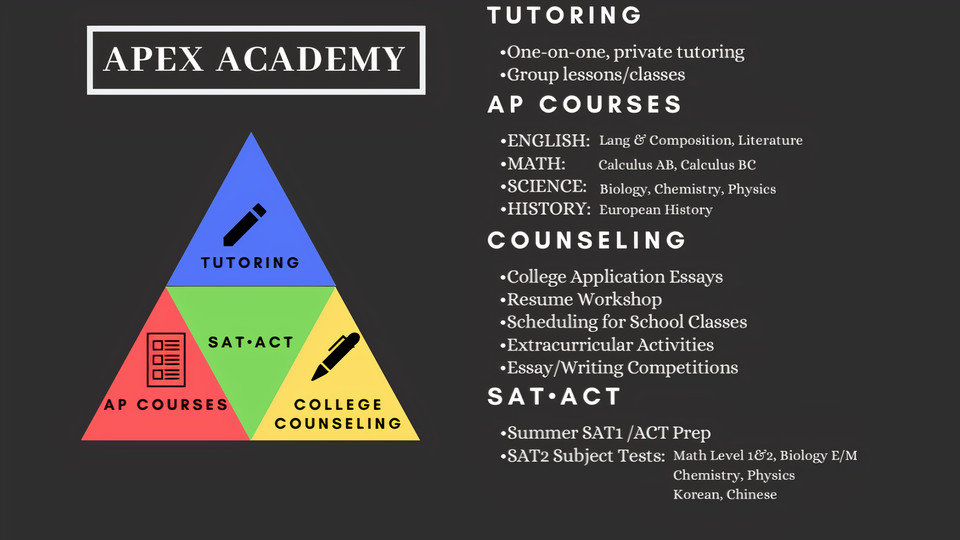 APEX ACADEMY
TUTORING
SAT•ACT
AP COURSES
COLLEGE
COUNSELING
TUTORING
•One-on-one, private tutoring
•Group lessons/classes
AP COURSES
•ENGLISH: Lang & Composition, Literature
•MATH: Calculus AB, Calculus BC
•SCIENCE: Biology, Chemistry, Physics
•HISTORY: European History
COUNSELING
•College Application Essays
•Resume Workshop
•Scheduling for School Classes
•Extracurricular Activities
•Essay/Writing Competitions
SAT•ACT
•Summer SAT1 /ACT Prep
•SAT2 Subject Tests: Math Level 1&2, Biology E/M
Chemistry, Physics
Korean, Chinese